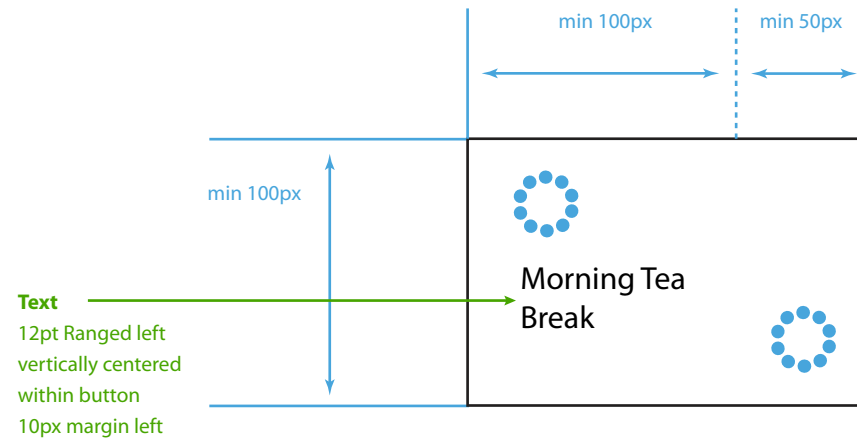 min 100px
min 50px
min 100px
Morning Tea
Break
Text
12pt Ranged left
vertically centered
within button
10px margin left